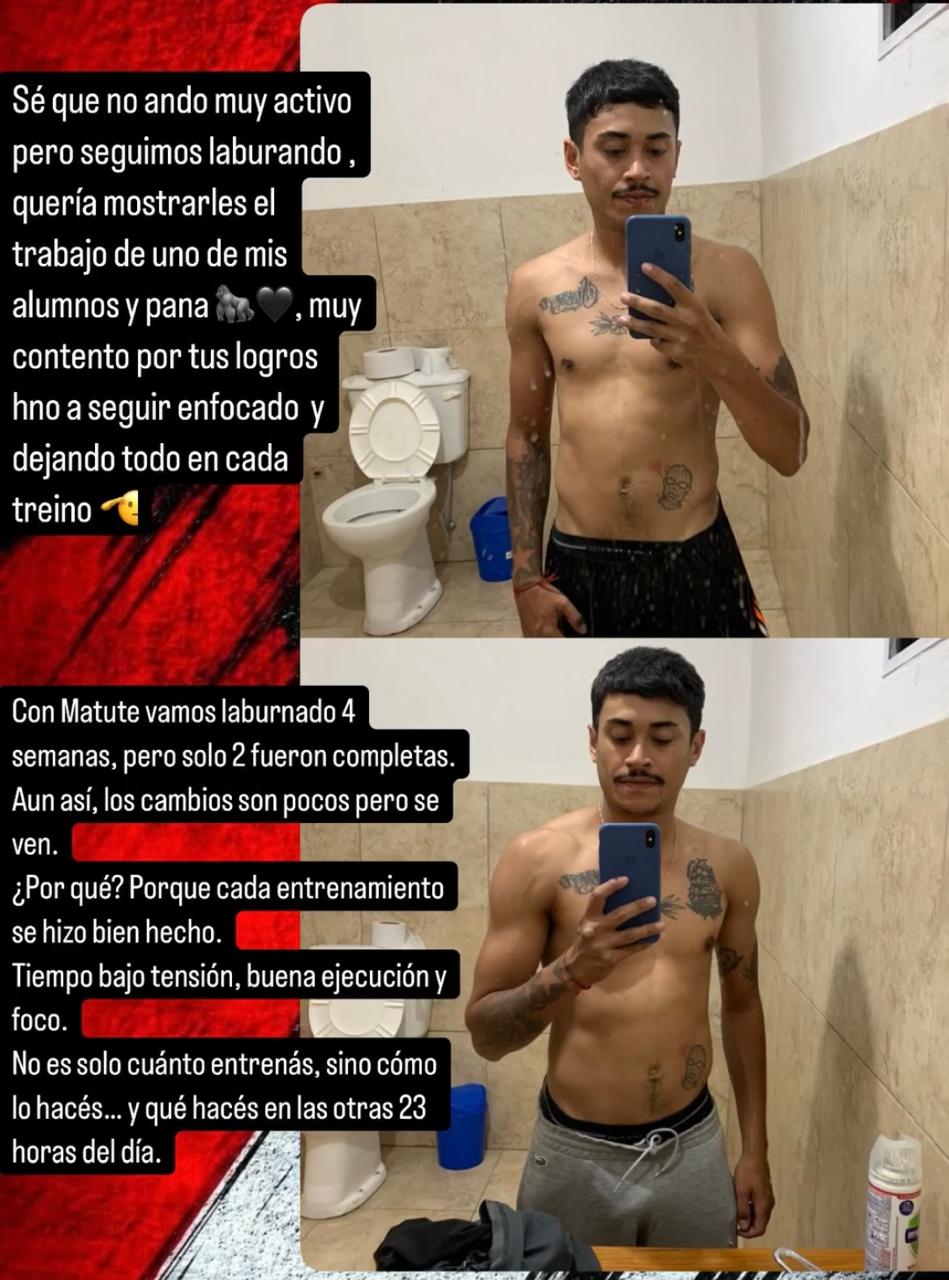 Sé que no ando muy activo
pero seguimos laburando ,
quería mostrarles el
trabajo de uno de mis
alumnos y pana 🦍🖤, muy
contento por tus logros
hno a seguir enfocado y
dejando todo en cada
treino 🫡
Con Matute vamos laburnado 4
semanas, pero solo 2 fueron completas.
Aun así, los cambios son pocos pero se
ven.
¿Por qué? Porque cada entrenamiento
se hizo bien hecho.
Tiempo bajo tensión, buena ejecución y
foco.
No es solo cuánto entrenás, sino cómo
lo hacés... y qué hacés en las otras 23
horas del día.